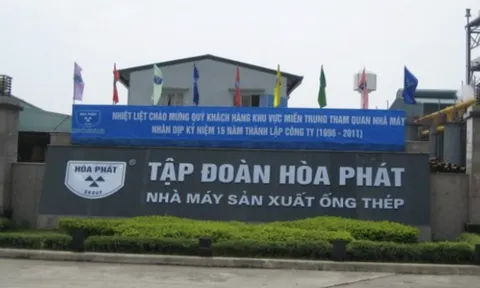 NHIỆT LIỆT CHÀO MỪNG QUÝ KHÁCH HÀNG KHU VỰC MIỀN TRUNG THAM QUAN NHÀ MÁY
NHÂN DỊP KỶ NIỆM 15 NĂM THÀNH LẬP CÔNG TY (1996 - 2011)
HÒA PHÁT
GROUP
TẬP ĐOÀN HÒA PHÁT
NHÀ MÁY SẢN XUẤT ỐNG THÉP